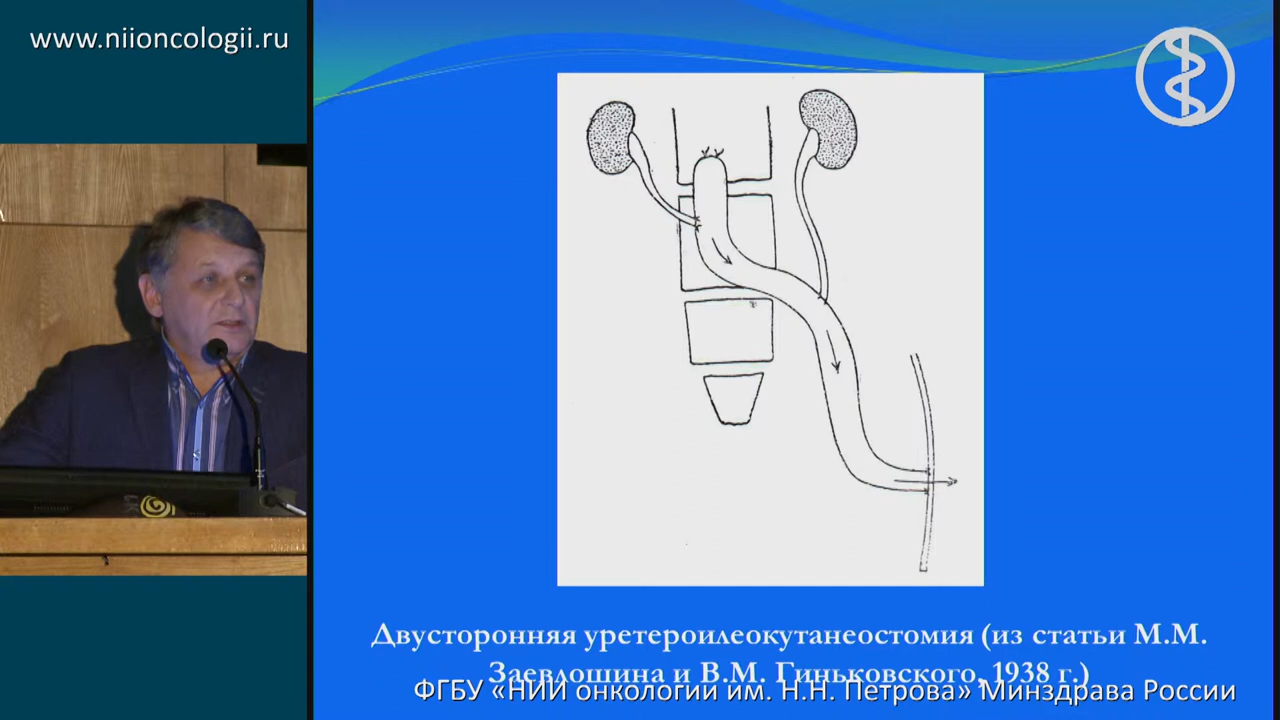 www.niioncologii.ru
Двусторонняя уретероилеокутанеостомия (из статьи М.М.
Заевлошина и В.М. Гиньковского, 1938 г.)
ФГБУ «НИИ онкологии им. Н.Н. Петрова» Минздрава России